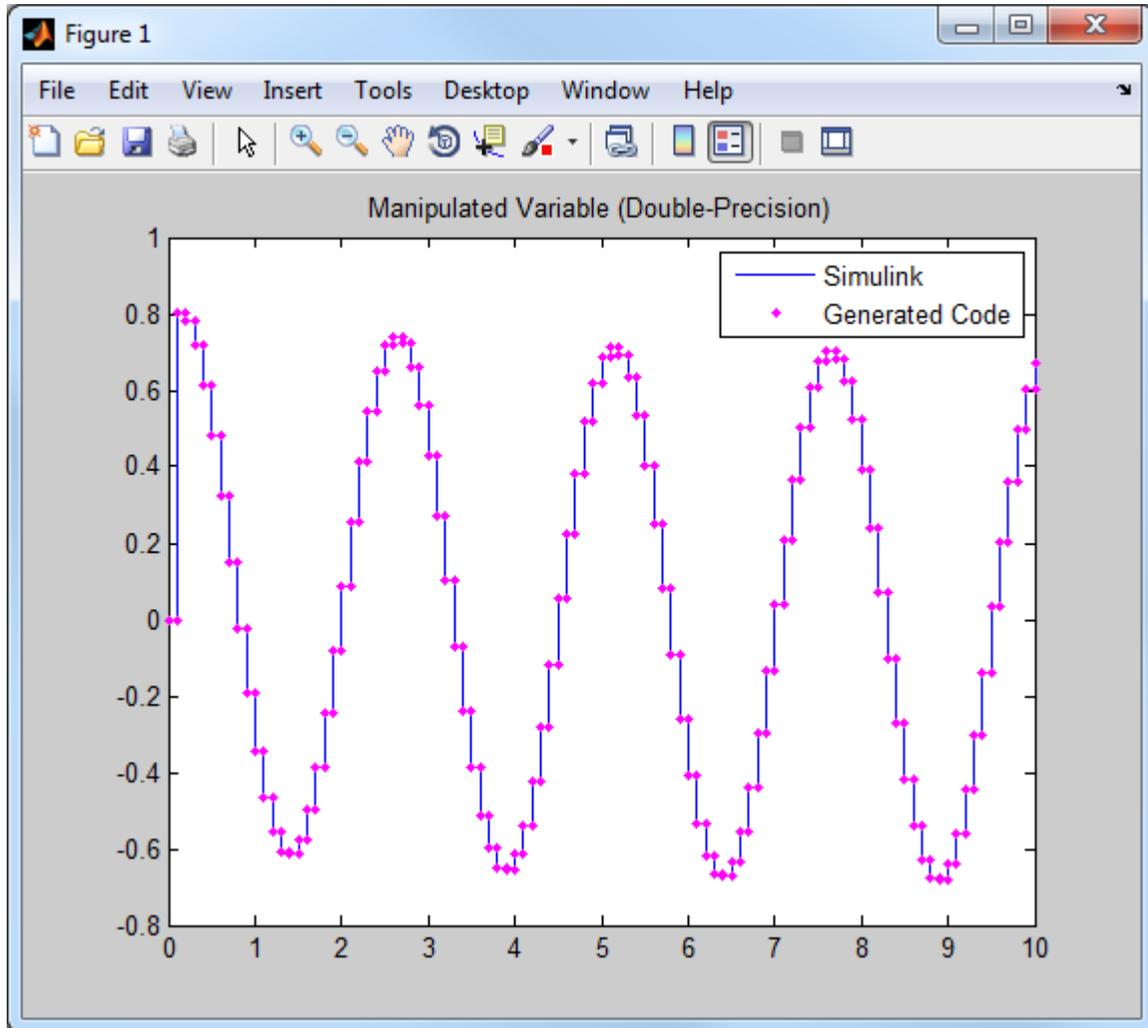 Figure 1
File Edit View Insert Tools Desktop Window Help
Manipulated Variable (Double-Precision)
Simulink
Generated Code
1
0.8
0.6
0.4
0.2
0
-0.2
-0.4
-0.6
-0.8
0 1 2 3 4 5 6 7 8 9 10